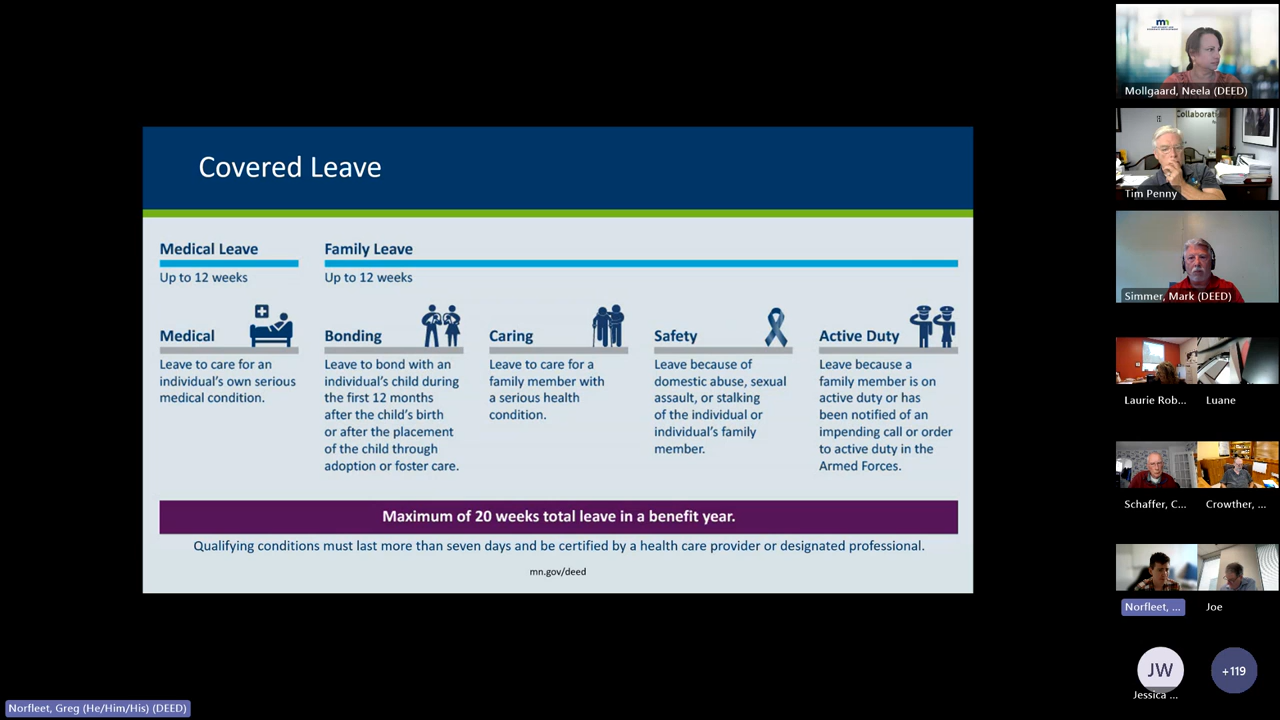 Covered Leave
Medical Leave
Up to 12 weeks
Family Leave
Up to 12 weeks
Medical
Leave to care for an
individual's own serious
medical condition.
Bonding
Leave to bond with an
individual's child during
the first 12 months
after the child's birth
or after the placement
of the child through
adoption or foster care.
Caring
Leave to care for a
family member with
a serious health
condition.
Safety
Leave because of
domestic abuse, sexual
assault, or stalking
of the individual or
individual's family
member.
Active Duty
Leave because a
family member is on
active duty or has
been notified of an
impending call or order
to active duty in the
Armed Forces.
Maximum of 20 weeks total leave in a benefit year.
Qualifying conditions must last more than seven days and be certified by a health care provider or designated professional.
mn.gov/deed
Norfleet, Greg (He/Him/His) (DEED)
mn
Mollgaard, Neela (DEED)
Tim Penny
Simmer, Mark (DEED)
Laurie Rob...
Luane
Schaffer, C...
Crowther, ...
Norfleet, ...
Joe
JW
Jessica ...
+119